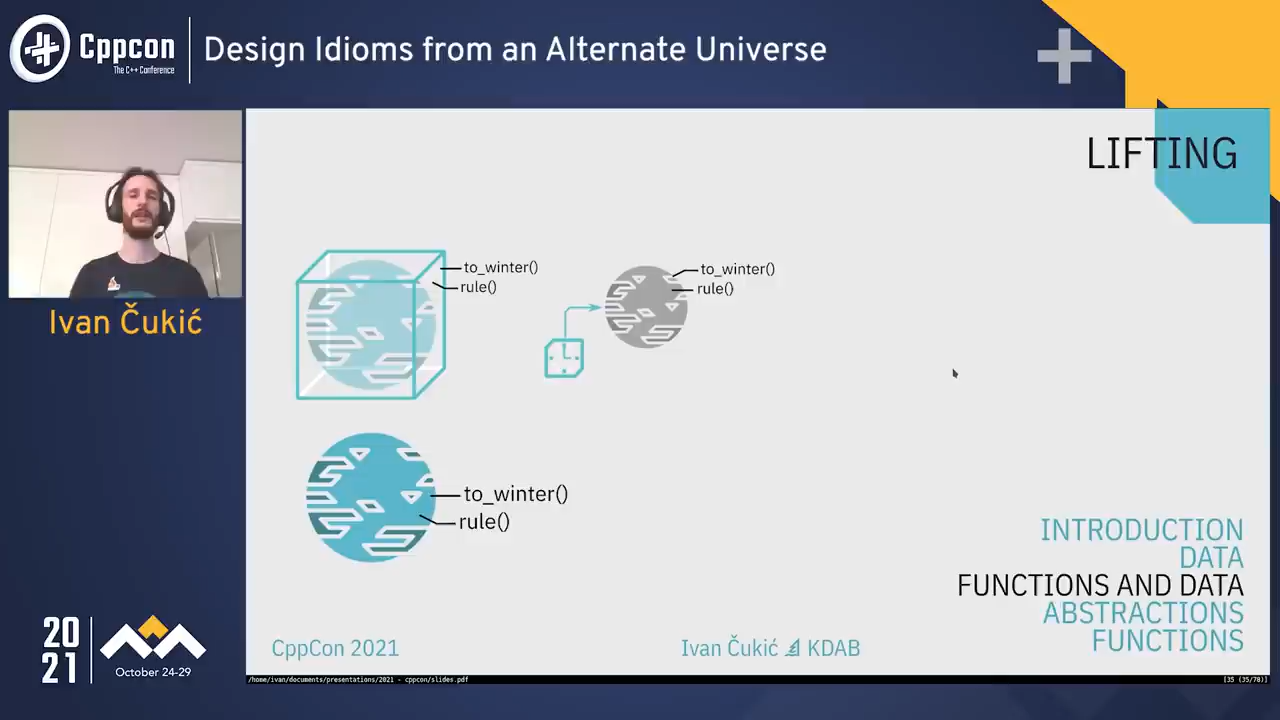 Cppcon
The C++ Conference
Design Idioms from an Alternate Universe
LIFTING
to_winter()
rule()
to_winter()
rule()
to_winter()
rule()
Ivan Čukić
INTRODUCTION
DATA
FUNCTIONS AND DATA
ABSTRACTIONS
FUNCTIONS
CppCon 2021
Ivan Čukić KDAB
20
21
October 24-29
/home/ivan/documents/presentations/2021 - cppcon/slides.pdf
[35 (35/78)]